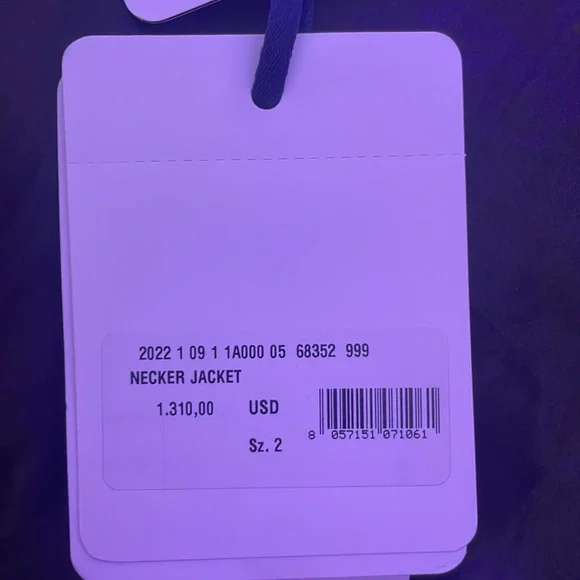 2022 1 09 1 1A000 05 68352 999
NECKER JACKET
1.310,00 USD
Sz. 2
8 057151 071061